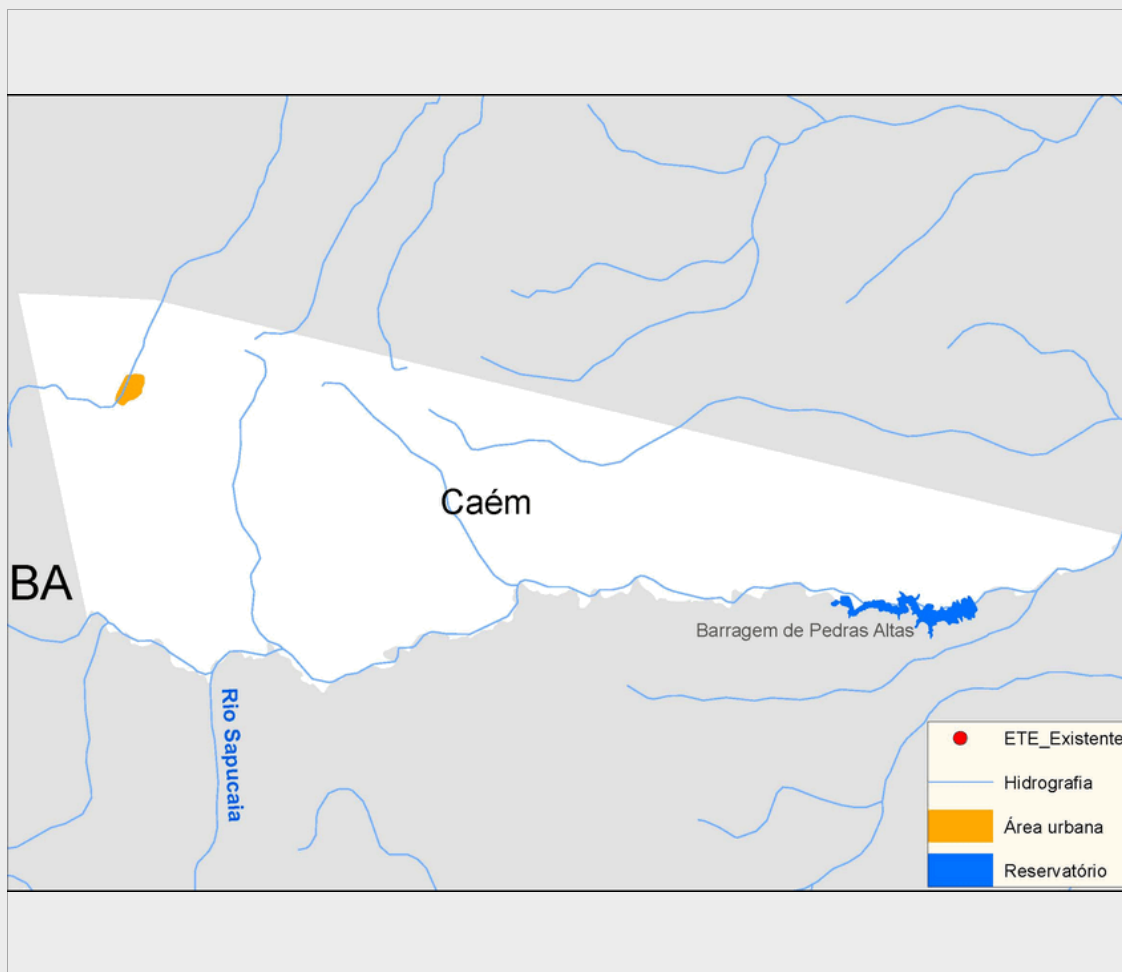 Caém
BA
Barragem de Pedras Altas
Rio Sapucaia
ETE_Existente
Hidrografia
Área urbana
Reservatório